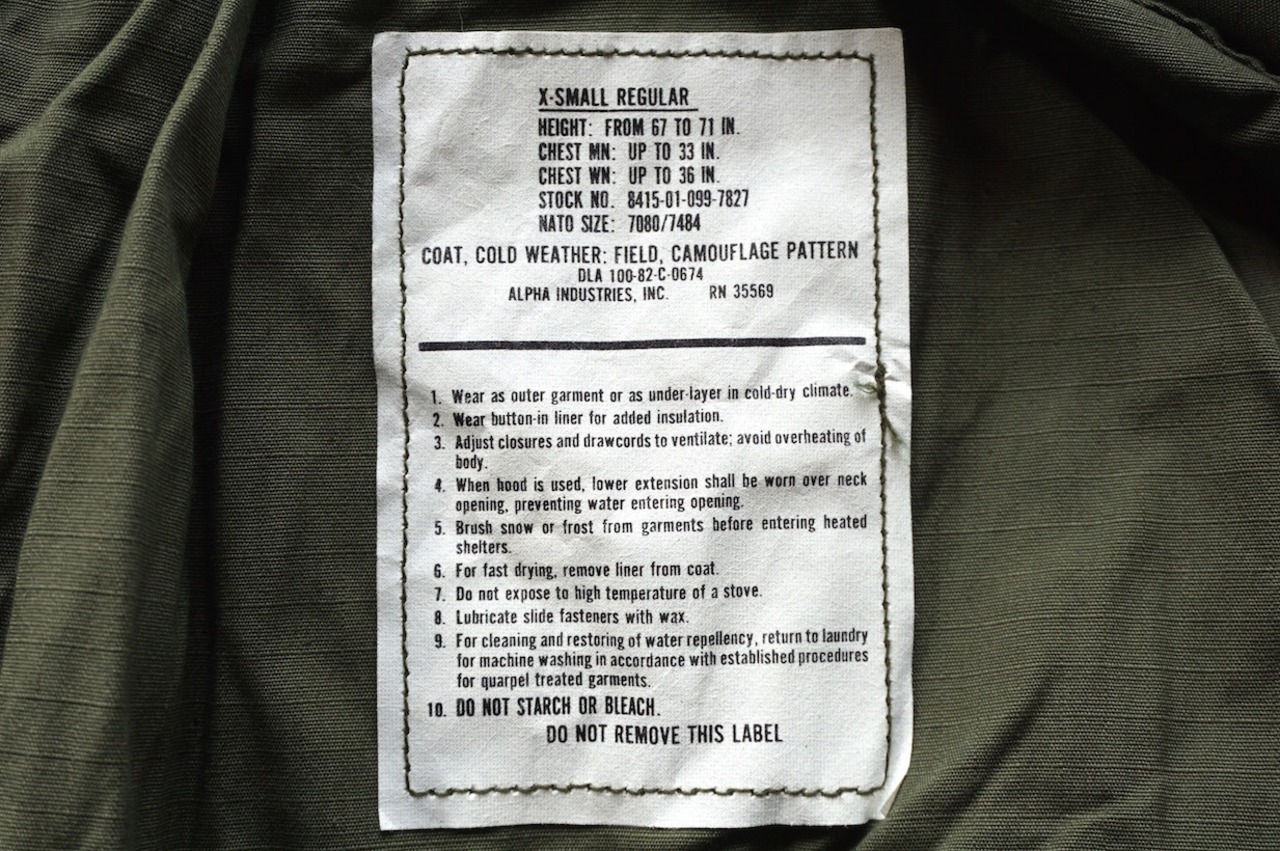 X-SMALL REGULAR
HEIGHT: FROM 67 TO 71 IN.
CHEST MN: UP TO 33 IN.
CHEST WN: UP TO 36 IN.
STOCK NO. 8415-01-099-7827
NATO SIZE: 7080/7484
COAT, COLD WEATHER: FIELD, CAMOUFLAGE PATTERN
DLA 100-82-C-0674
ALPHA INDUSTRIES, INC. RN 35569
1. Wear as outer garment or as under-layer in cold-dry climate.
2. Wear button-in liner for added insulation.
3. Adjust closures and drawcords to ventilate; avoid overheating of
body.
4. When hood is used, lower extension shall be worn over neck
opening, preventing water entering opening.
5. Brush snow or frost from garments before entering heated
shelters.
6. For fast drying, remove liner from coat.
7. Do not expose to high temperature of a stove.
8. Lubricate slide fasteners with wax.
9. For cleaning and restoring of water repellency, return to laundry
for machine washing in accordance with established procedures
for quarpel treated garments.
10. DO NOT STARCH OR BLEACH.
DO NOT REMOVE THIS LABEL